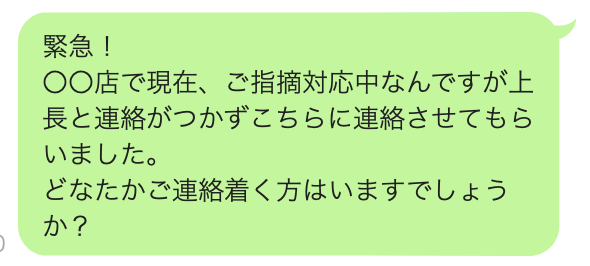 緊急！
〇〇店で現在、ご指摘対応中なんですが上
長と連絡がつかずこちらに連絡させてもら
いました。
どなたかご連絡着く方はいますでしょう
か？